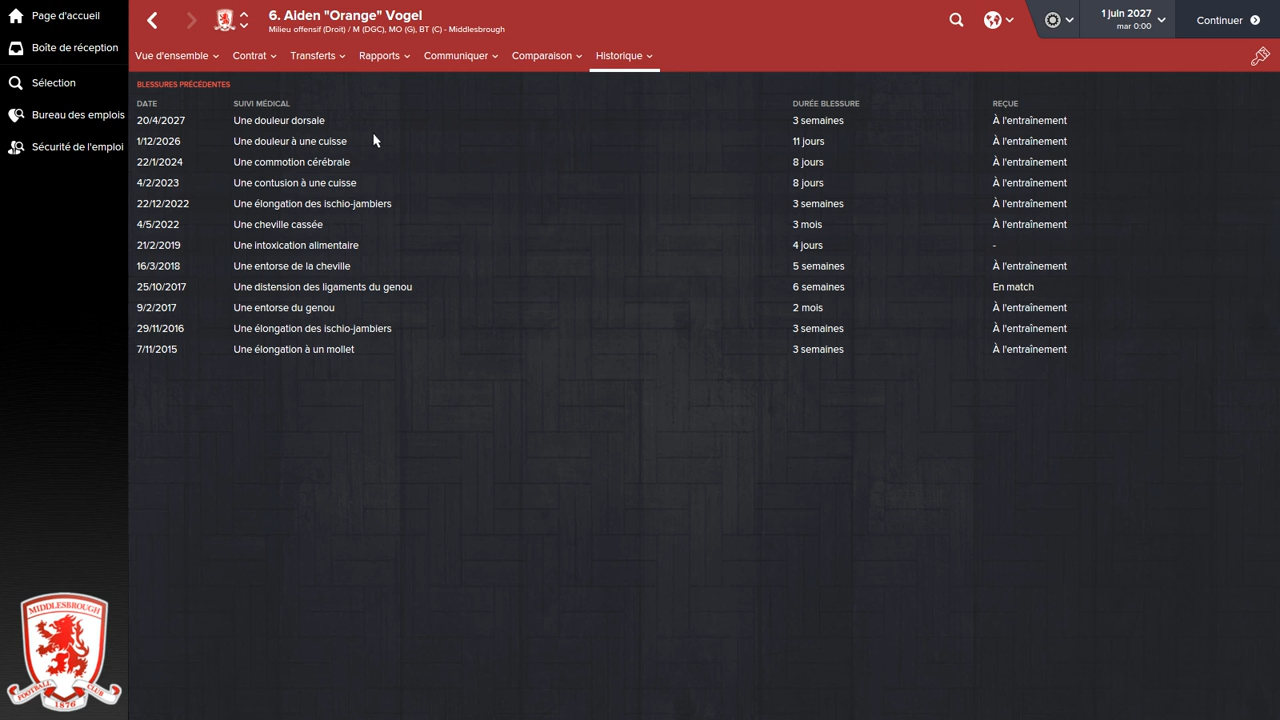 Page d'accueil
Boîte de réception
Sélection
Bureau des emplois
Sécurité de l'emploi
6. Aiden "Orange" Vogel
Milieu offensif (Droit) / M (DGC), MO (G), BT (C) - Middlesbrough
1 juin 2027
mar 0:00
Continuer
Vue d'ensemble Contrat Transferts Rapports Communiquer Comparaison Historique
BLESSURES PRÉCÉDENTES
DATE SUIVI MÉDICAL DURÉE BLESSURE REÇUE
20/4/2027 Une douleur dorsale 3 semaines À l'entraînement
1/12/2026 Une douleur à une cuisse 11 jours À l'entraînement
22/1/2024 Une commotion cérébrale 8 jours À l'entraînement
4/2/2023 Une contusion à une cuisse 8 jours À l'entraînement
22/12/2022 Une élongation des ischio-jambiers 3 semaines À l'entraînement
4/5/2022 Une cheville cassée 3 mois À l'entraînement
21/2/2019 Une intoxication alimentaire 4 jours -
16/3/2018 Une entorse de la cheville 5 semaines À l'entraînement
25/10/2017 Une distension des ligaments du genou 6 semaines En match
9/2/2017 Une entorse du genou 2 mois À l'entraînement
29/11/2016 Une élongation des ischio-jambiers 3 semaines À l'entraînement
7/11/2015 Une élongation à un mollet 3 semaines À l'entraînement
MIDDLESBROUGH
FOOTBALL CLUB
1876